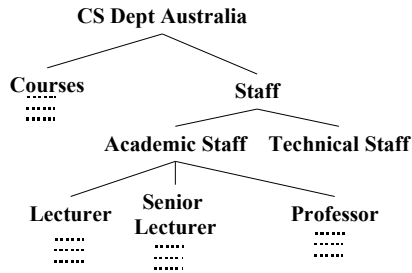 CS Dept Australia
Courses
Staff
Academic Staff
Technical Staff
Lecturer
Senior
Lecturer
Professor